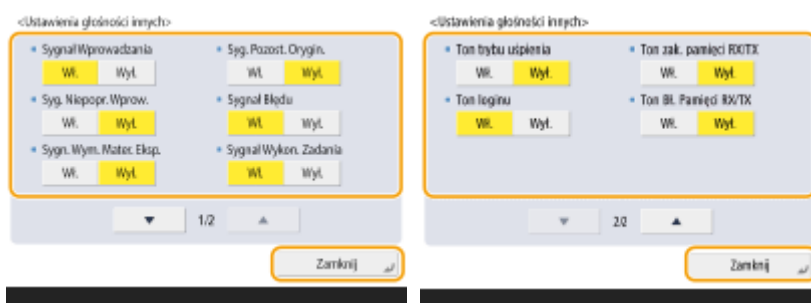 <Ustawienia głośności innych>
Sygnał Wprowadzania
Wł. Wył.
Syg. Pozost. Orygin.
Wł. Wył.
Syg. Niepopr. Wprow.
Wł. Wył.
Sygnał Błędu
Wł. Wył.
Sygn. Wym. Mater. Eksp.
Wł. Wył.
Sygnał Wykon. Zadania
Wł. Wył.
1/2
Zamknij
<Ustawienia głośności innych>
Ton trybu uśpienia
Wł. Wył.
Ton zak. pamięci RX/TX
Wł. Wył.
Ton loginu
Wł. Wył.
Ton Bł. Pamięci RX/TX
Wł. Wył.
2/2
Zamknij